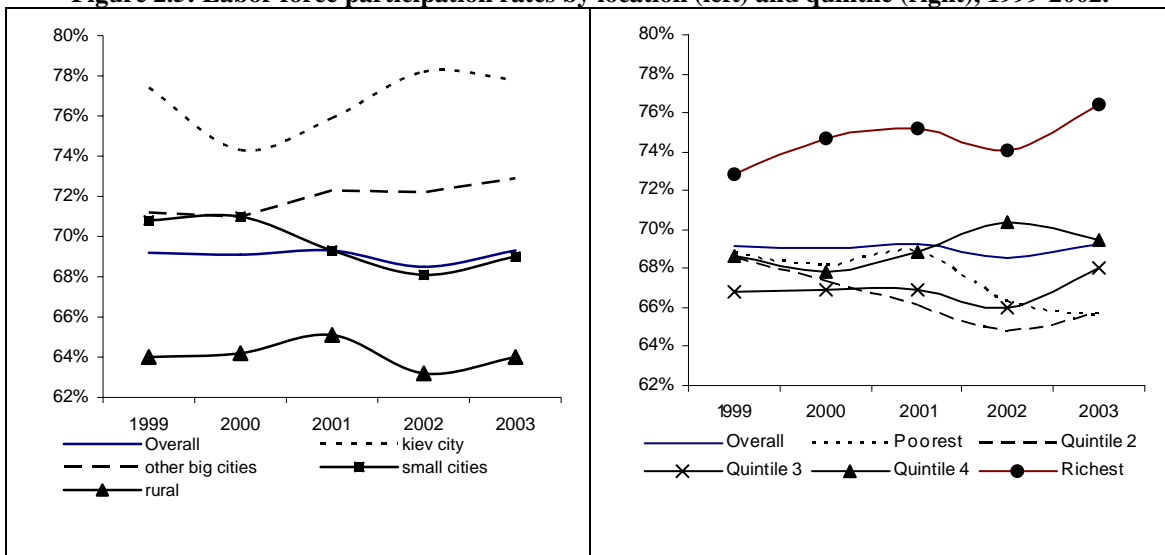 Figure 2.3: Labor force participation rates by location (left) and quintile (right), 1999-2002.
80%
78%
76%
74%
72%
70%
68%
66%
64%
62%
1999 2000 2001 2002 2003
Overall kiev city
other big cities small cities
rural
80%
78%
76%
74%
72%
70%
68%
66%
64%
62%
1999 2000 2001 2002 2003
Overall Poorest Quintile 2
Quintile 3 Quintile 4 Richest